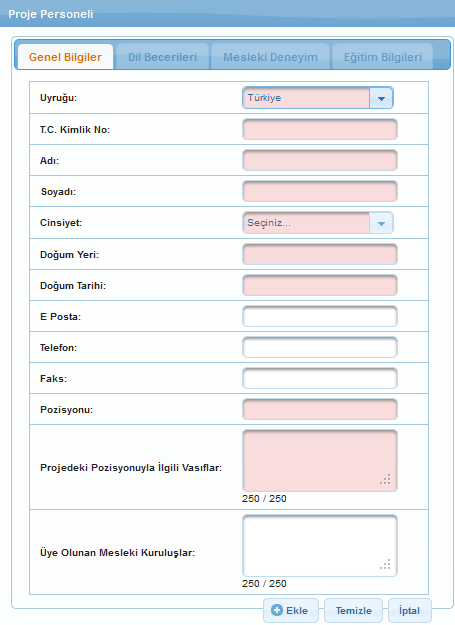 Proje Personeli
Genel Bilgiler Dil Becerileri Mesleki Deneyim Eğitim Bilgileri
Uyruğu: Türkiye
T.C. Kimlik No:
Adı:
Soyadı:
Cinsiyet: Seçiniz...
Doğum Yeri:
Doğum Tarihi:
E Posta:
Telefon:
Faks:
Pozisyonu:
Projedeki Pozisyonuyla İlgili Vasıflar:
250 / 250
Üye Olunan Mesleki Kuruluşlar:
250 / 250
Ekle Temizle İptal